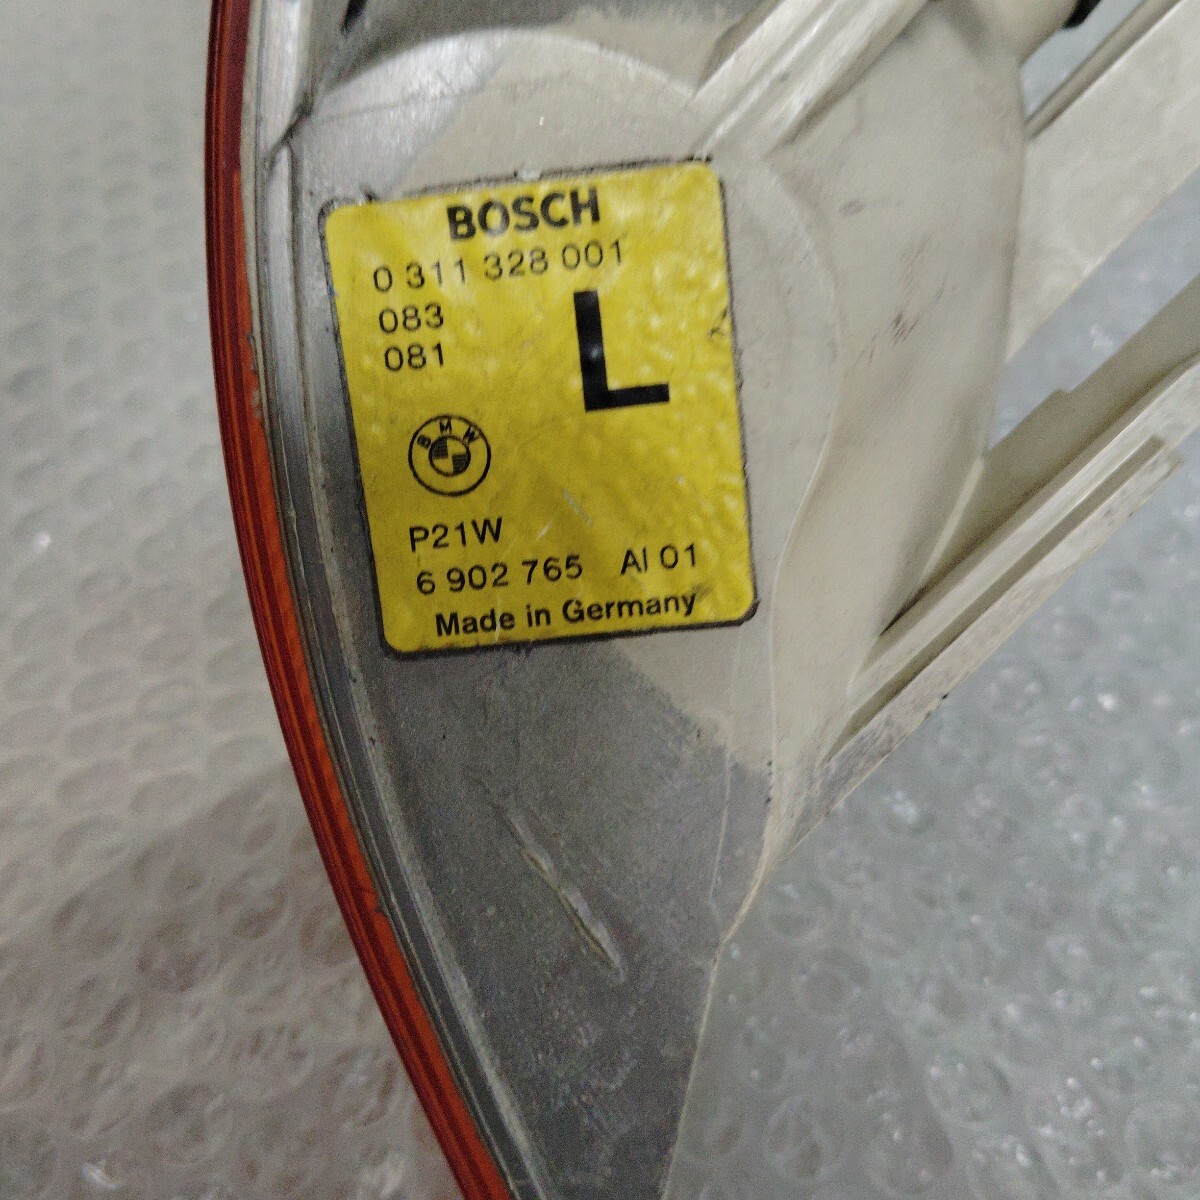 BOSCH
0 311 328 001
083
081
L
BMW
P21W
6 902 765 AI 01
Made in Germany